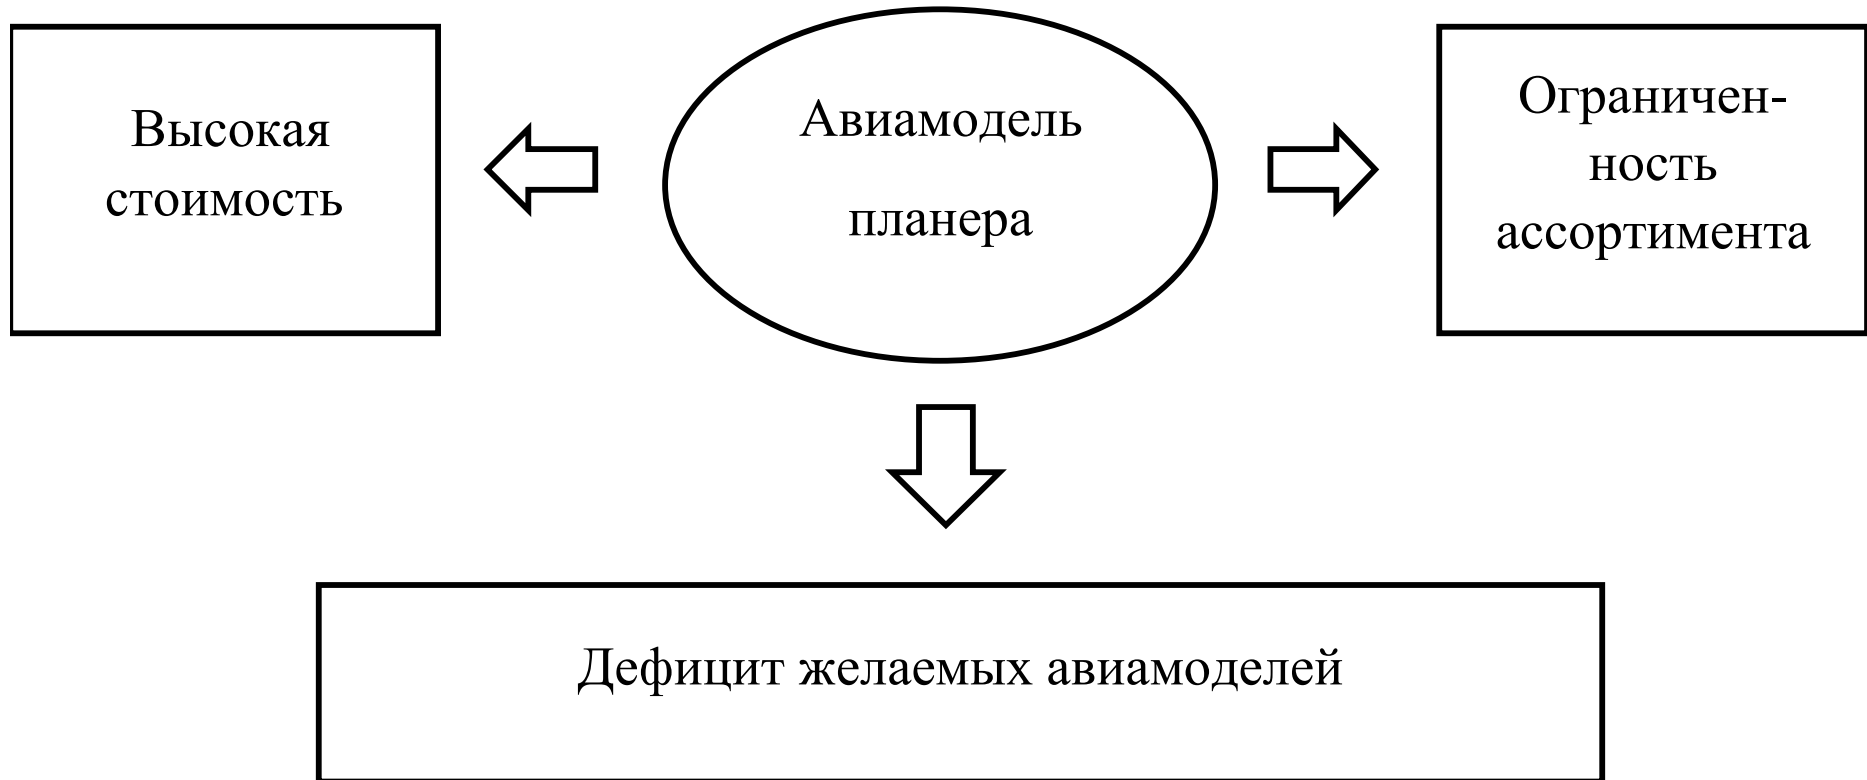 Высокая
стоимость
Авиамодель
планера
Ограничен-
ность
ассортимента
Дефицит желаемых авиамоделей